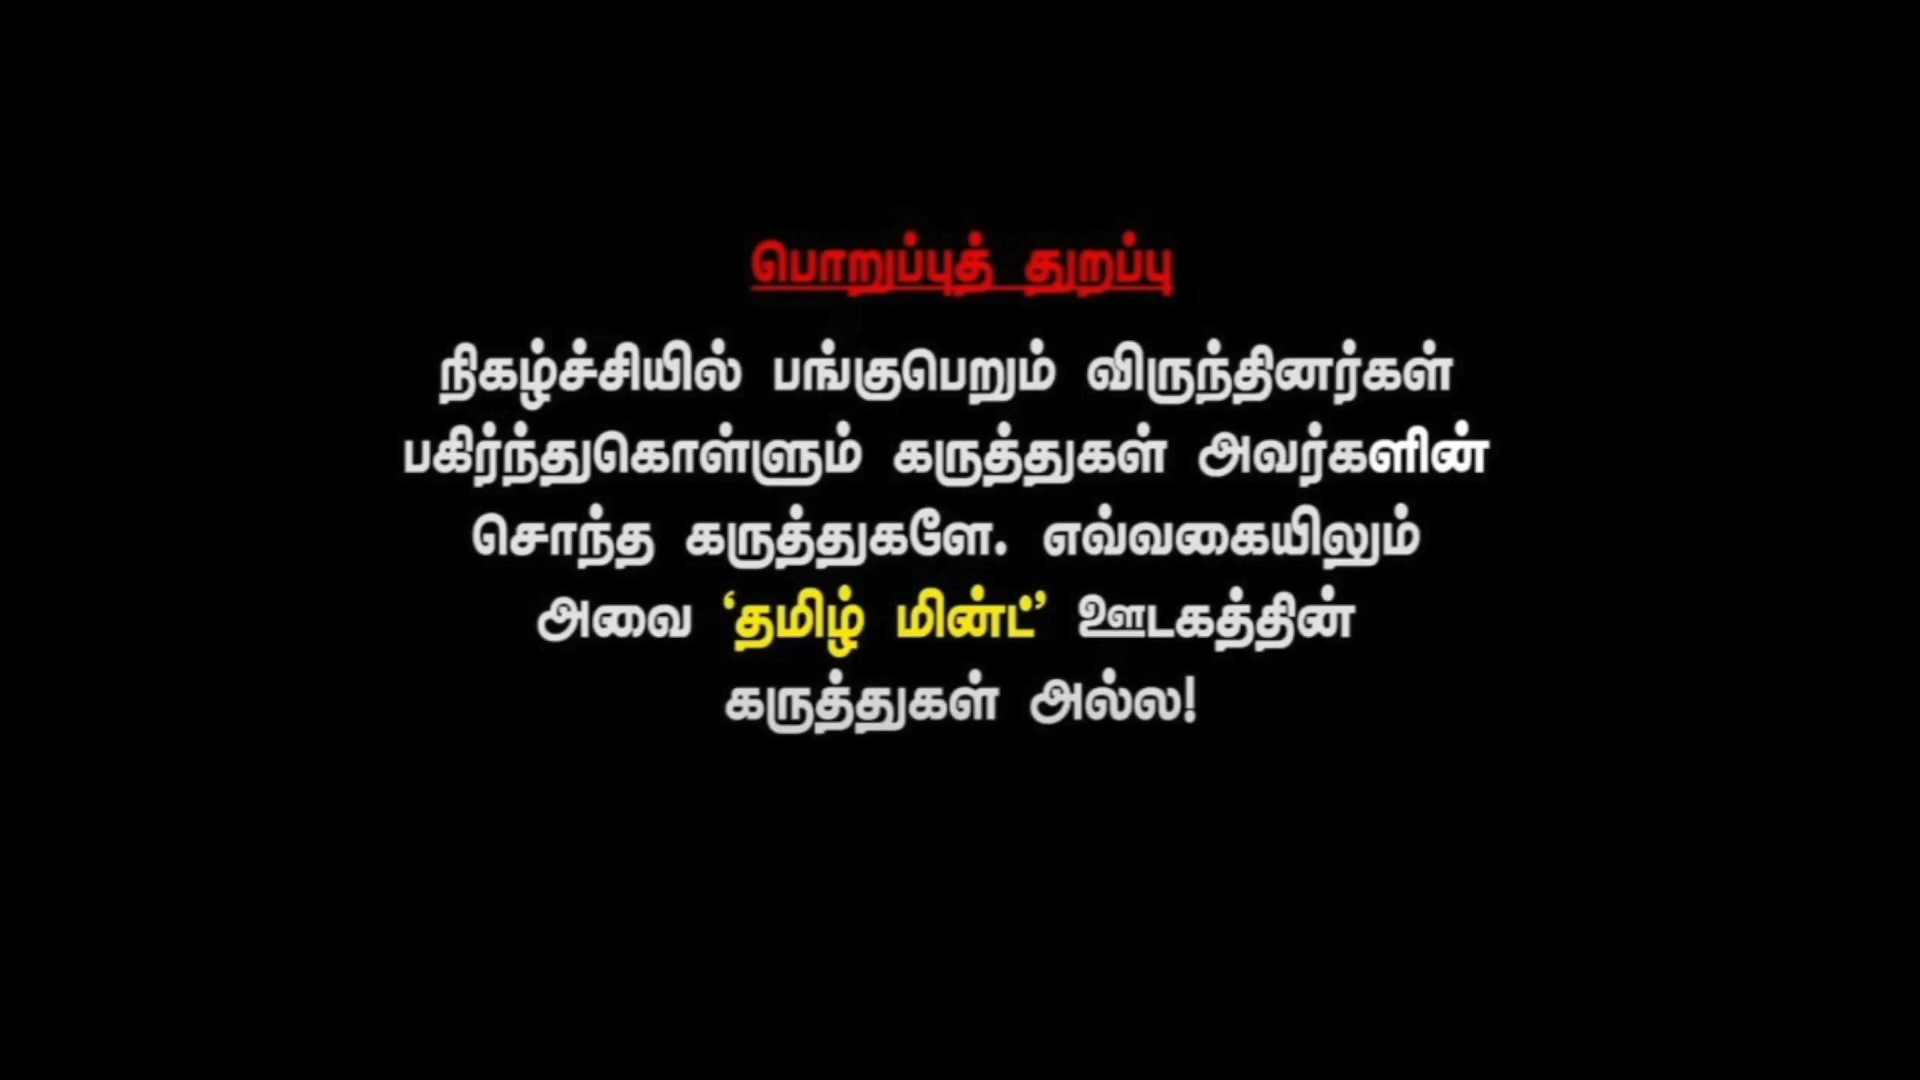 பொறுப்புத் துறப்பு
நிகழ்ச்சியில் பங்குபெறும் விருந்தினர்கள்
பகிர்ந்துகொள்ளும் கருத்துகள் அவர்களின்
சொந்த கருத்துகளே. எவ்வகையிலும்
அவை ‘தமிழ் மின்ட்’ ஊடகத்தின்
கருத்துகள் அல்ல!